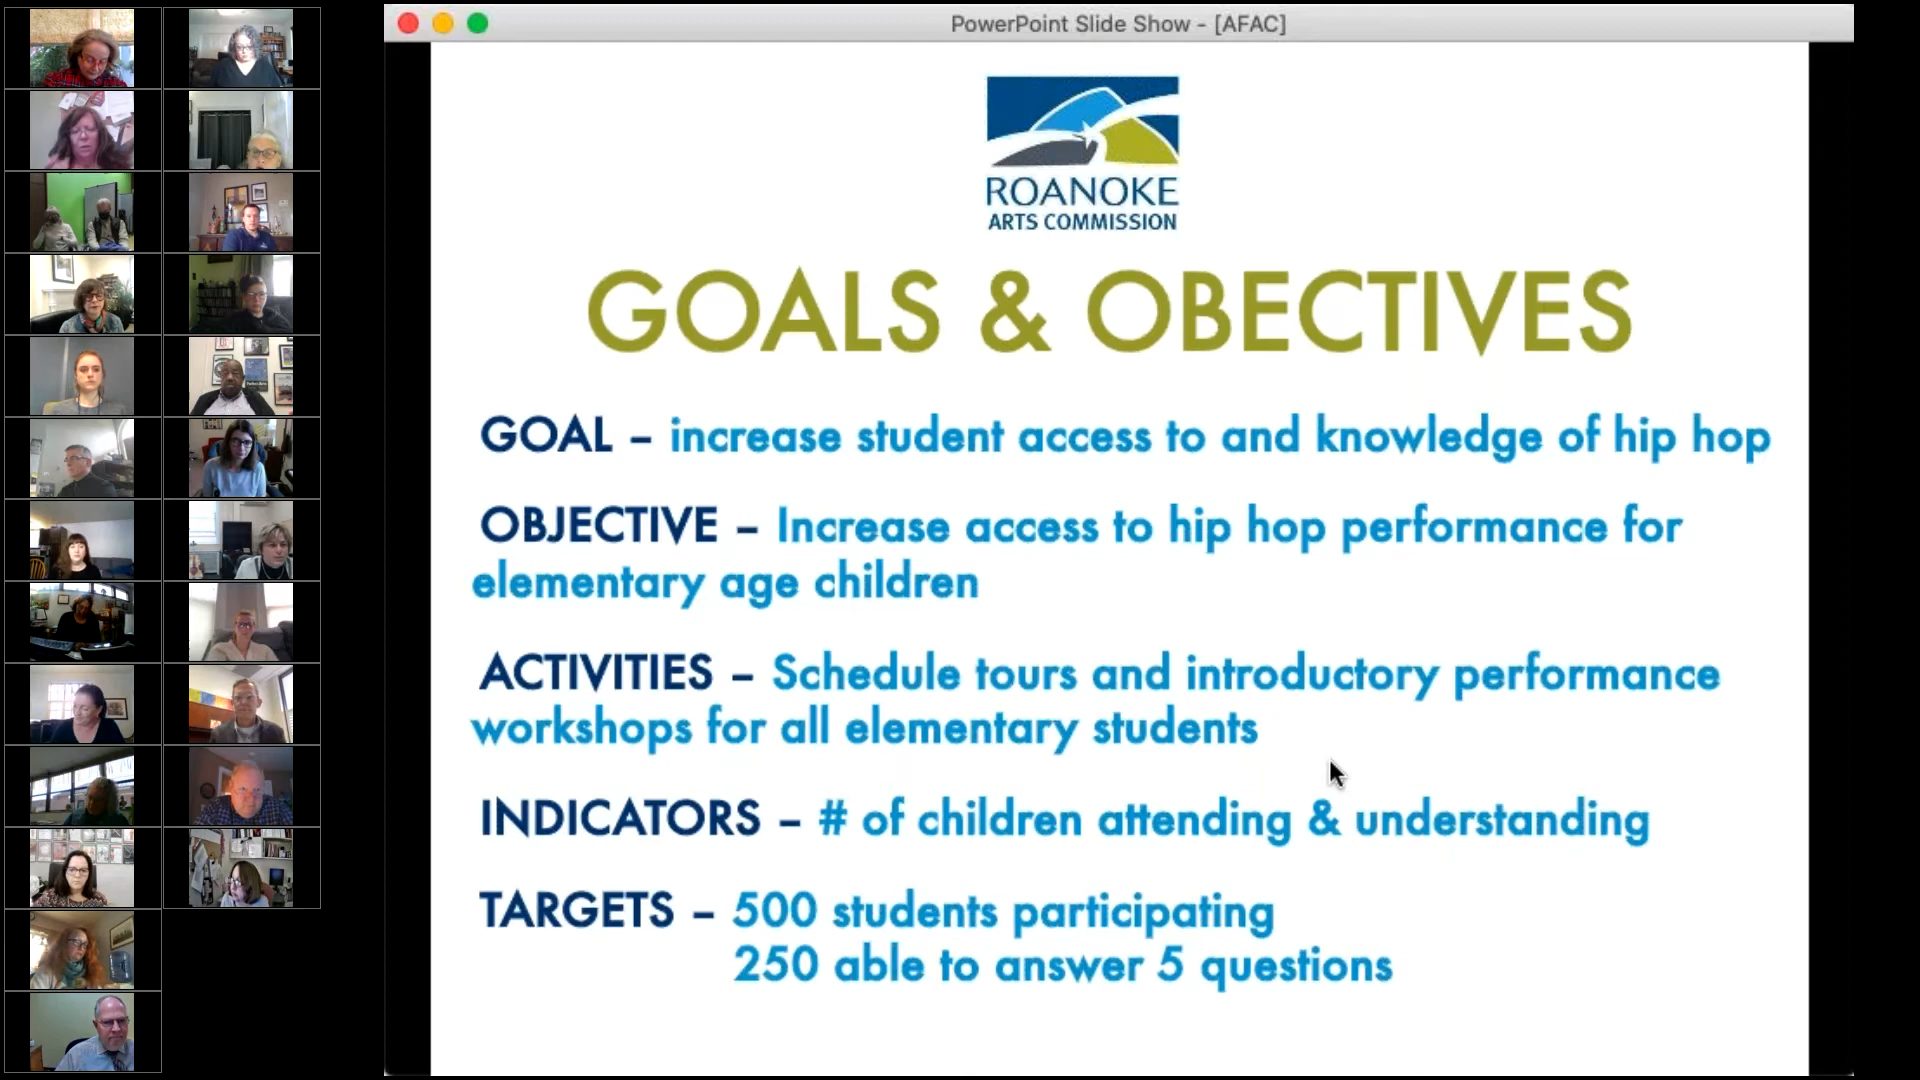 PowerPoint Slide Show - [AFAC]
ROANOKE
ARTS COMMISSION
GOALS & OBECTIVES
GOAL – increase student access to and knowledge of hip hop
OBJECTIVE – Increase access to hip hop performance for
elementary age children
ACTIVITIES – Schedule tours and introductory performance
workshops for all elementary students
INDICATORS – # of children attending & understanding
TARGETS – 500 students participating
250 able to answer 5 questions